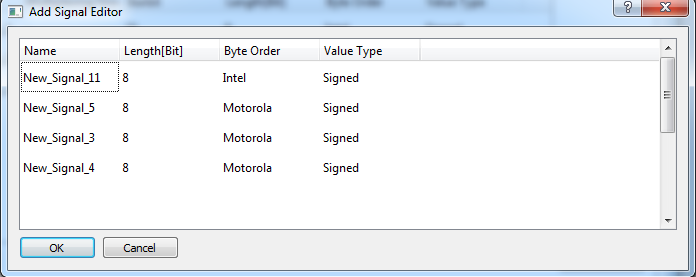 Add Signal Editor
Name Length[Bit] Byte Order Value Type
New_Signal_11 8 Intel Signed
New_Signal_5 8 Motorola Signed
New_Signal_3 8 Motorola Signed
New_Signal_4 8 Motorola Signed
OK Cancel